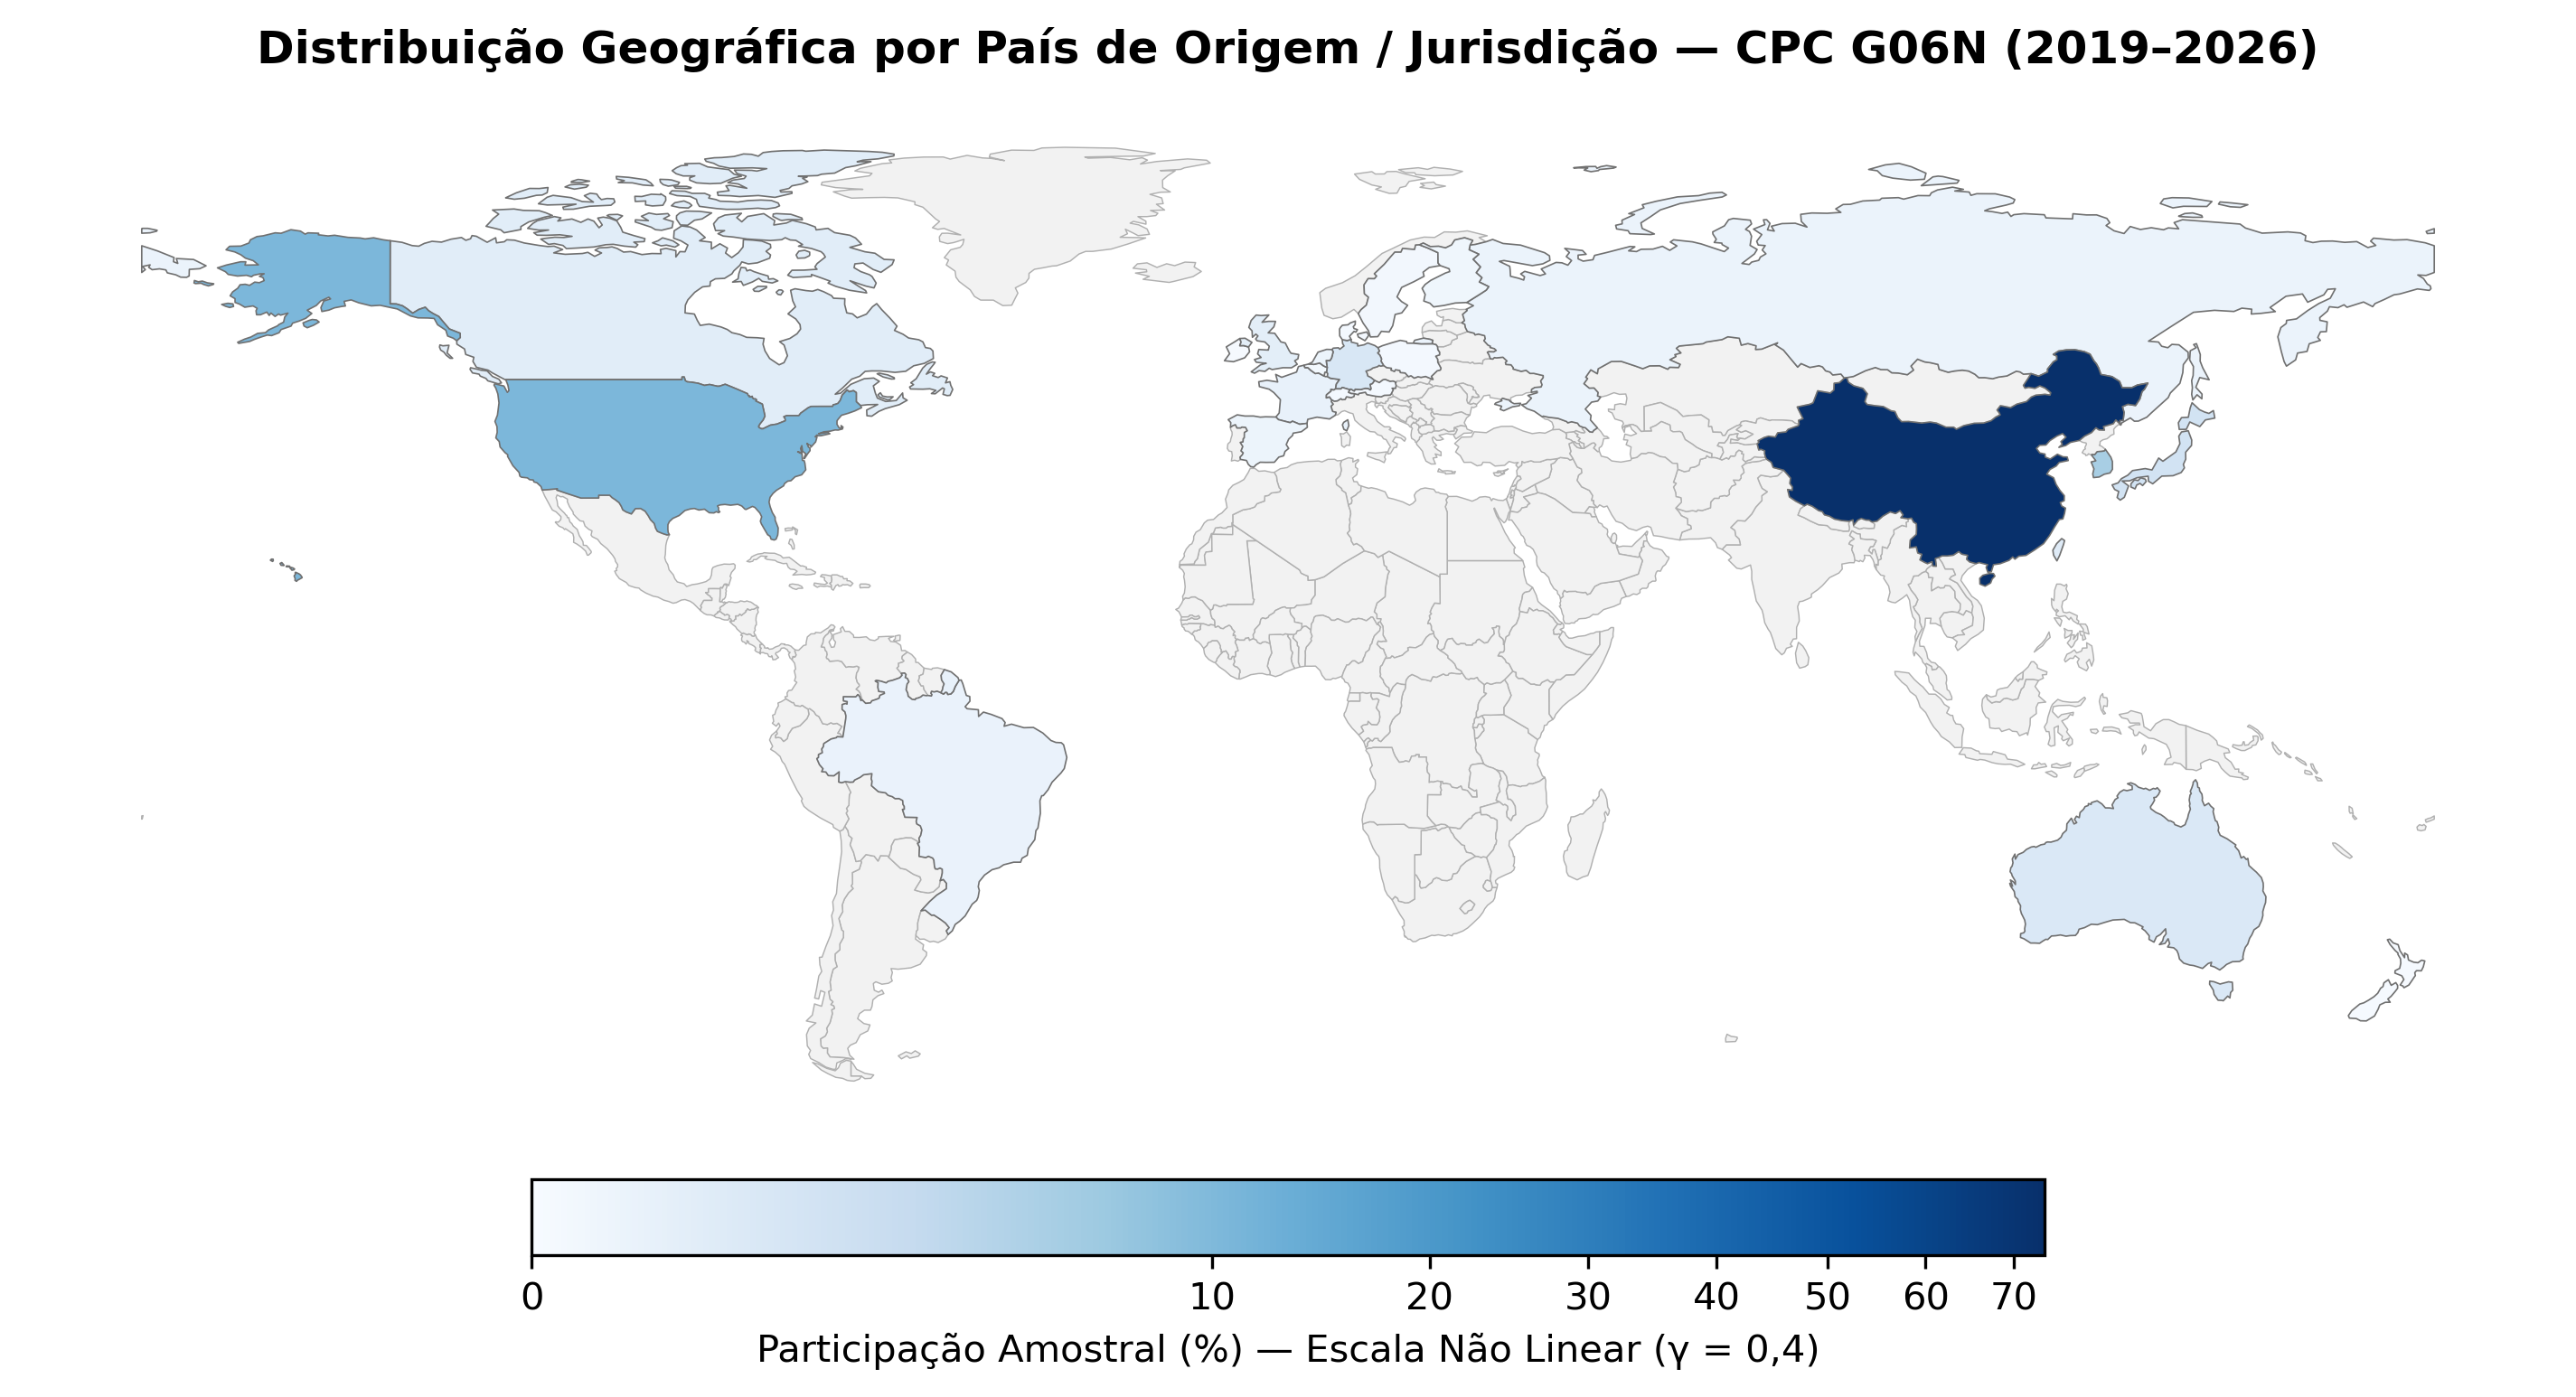 Distribuição Geográfica por País de Origem / Jurisdição — CPC G06N (2019–2026)
0 10 20 30 40 50 60 70
Participação Amostral (%) — Escala Não Linear (γ = 0,4)